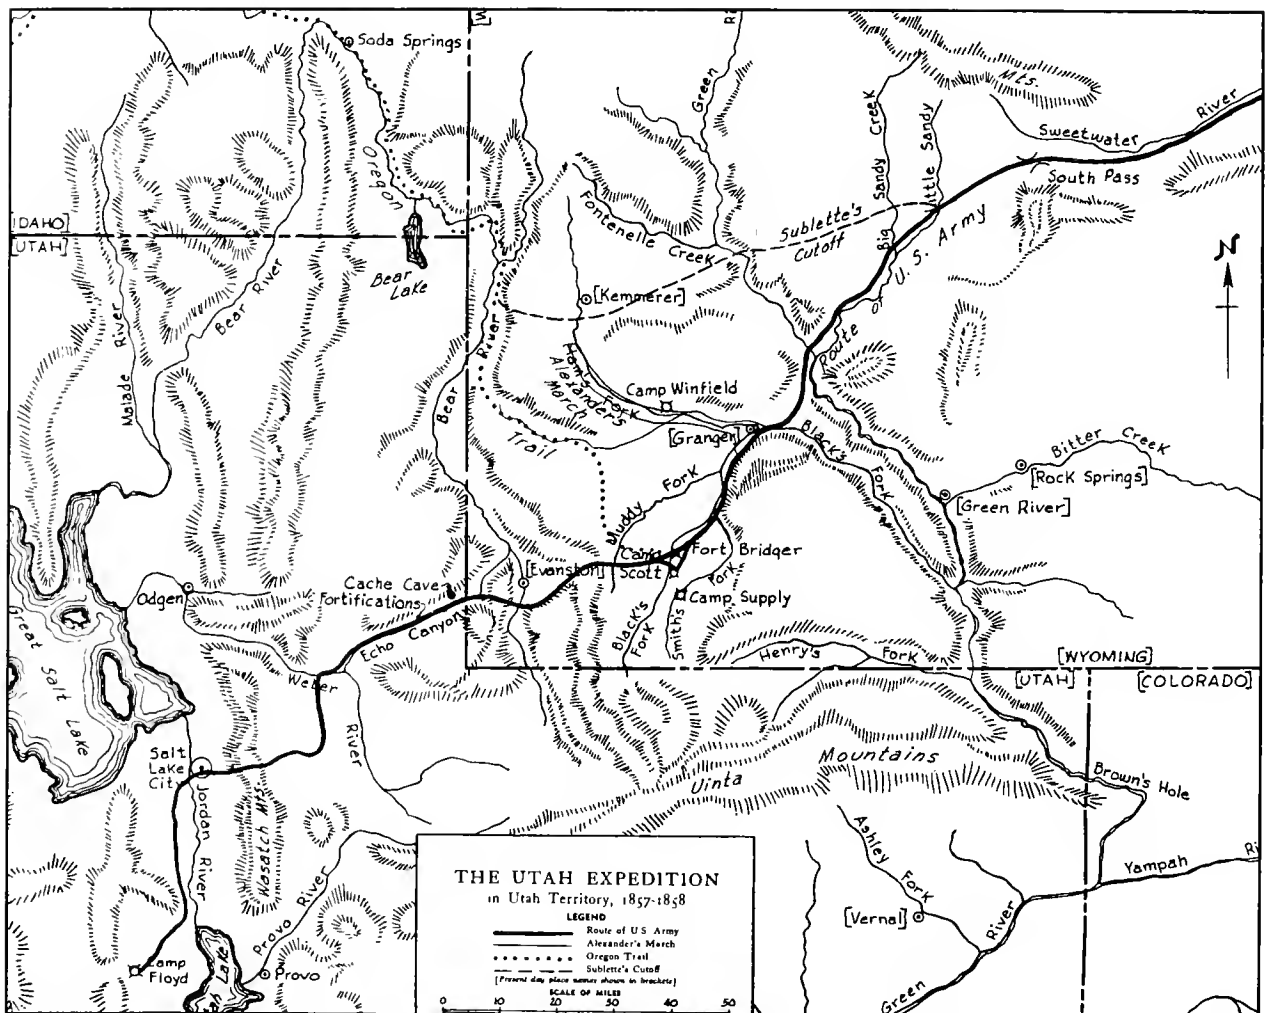 Soda Springs
Oregon
Green
Sandy Creek
Little Sandy
Mts.
Sweetwater
River
South Pass
[IDAHO]
[UTAH]
Bear
Lake
Malade
River
Bear River
Fontenelle
Creek
Sublette's
Cutoff
Big
Route of U. S. Army
N
[Kemmerer]
River
Bear
Ham's Fork
Alexander's
March
Camp Winfield
[Granger]
Trail
Black's
Fork
Bitter Creek
[Rock Springs]
[Green River]
Muddy Fork
Camp
Scott
Fort Bridger
[Evanston]
Fork
Smiths
Camp Supply
Black's
Fork
Cache Cave
Fortifications
Odgen
Echo Canyon
Great Salt Lake
Weber
River
Henry's Fork
[WYOMING]
[UTAH]
[COLORADO]
Salt
Lake
City
Jordan River
Wasatch Mts.
Uinta Mountains
Brown's Hole
Yampah
Ri
Ashley
Fork
[Vernal]
River
Green
Provo River
Provo
Camp
Floyd
Lake
THE UTAH EXPEDITION
in Utah Territory, 1857-1858
LEGEND
Route of US Army
Alexander's March
Oregon Trail
Sublette's Cutoff
[Present day place names shown in brackets]
SCALE OF MILES
0 10 20 30 40 50